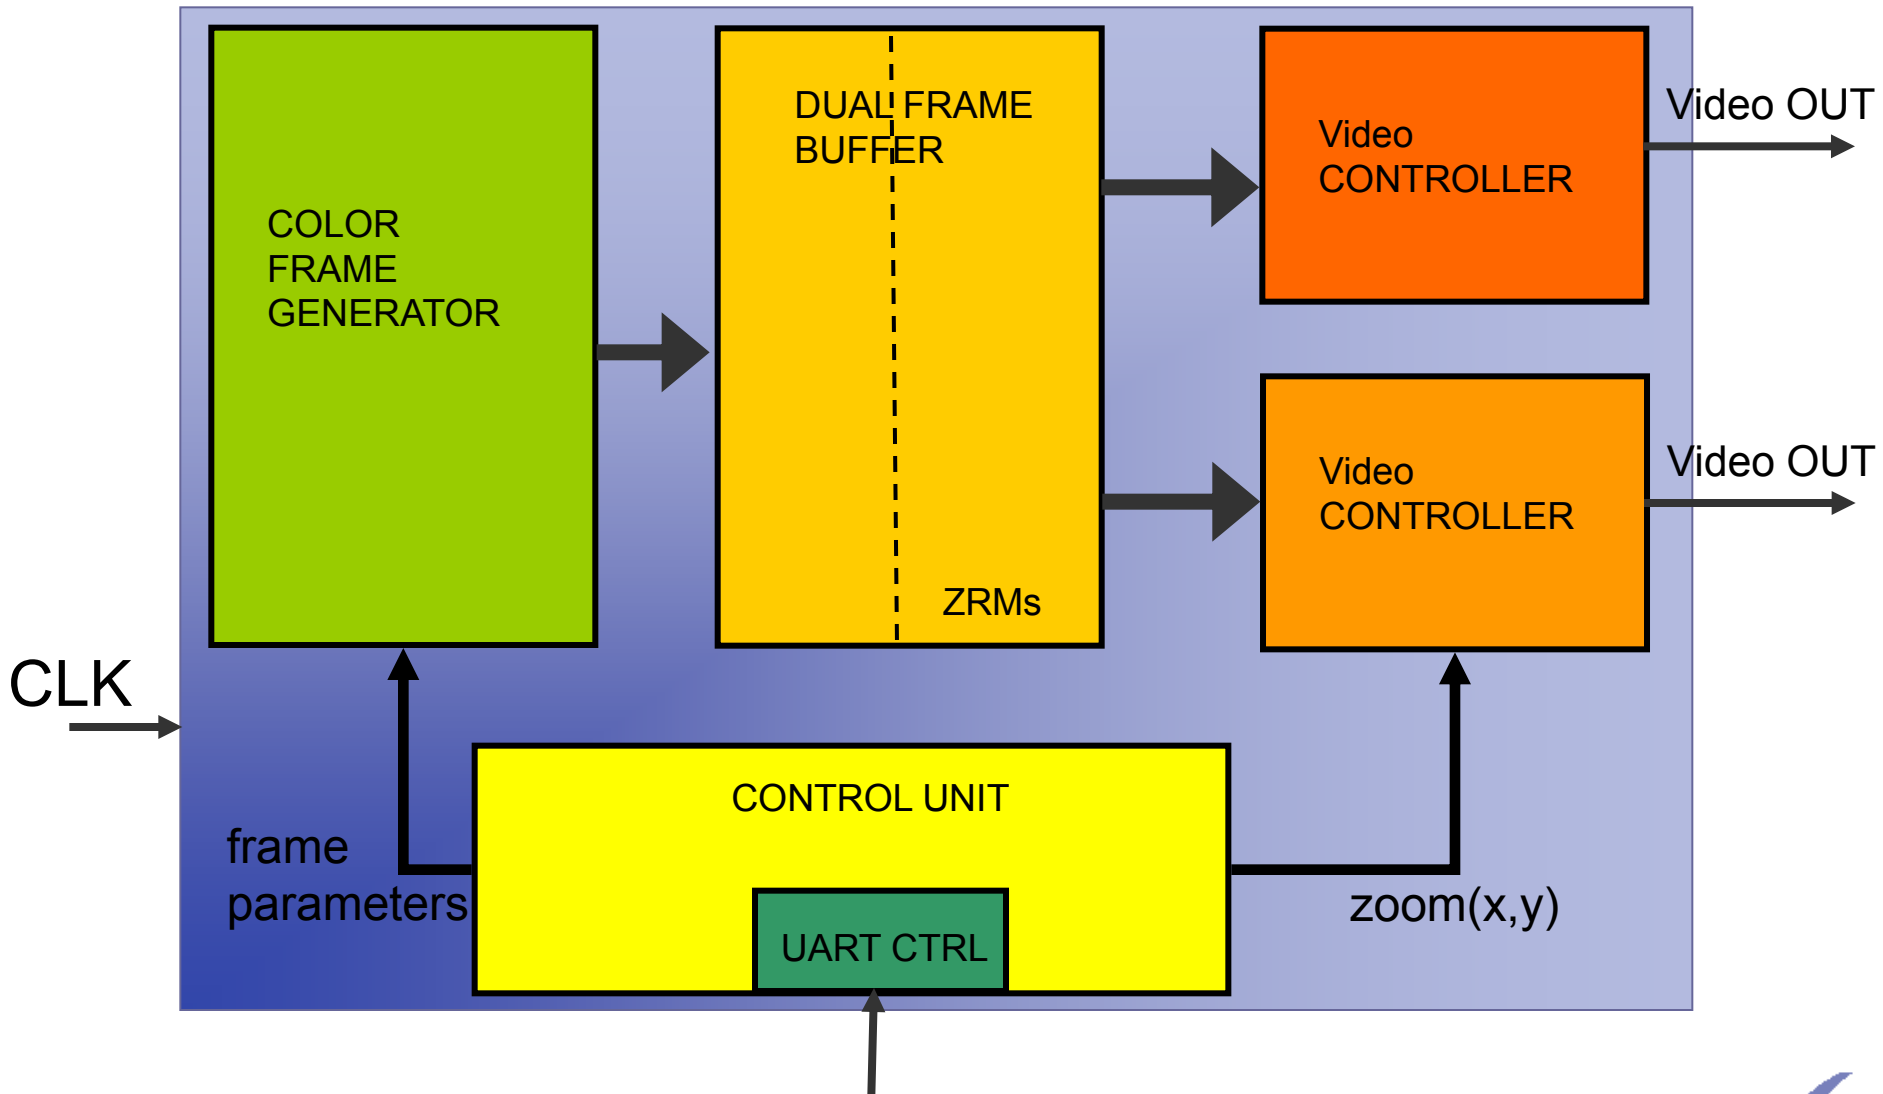 COLOR
FRAME
GENERATOR
DUAL FRAME
BUFFER
ZRMs
Video
CONTROLLER
Video OUT
Video
CONTROLLER
Video OUT
CLK
frame
parameters
CONTROL UNIT
UART CTRL
zoom(x,y)